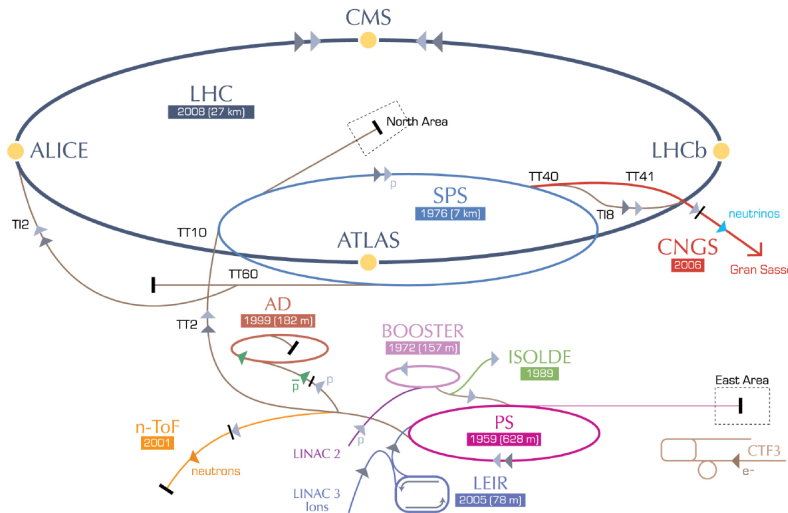 CMS
LHC
2008 (27 km)
North Area
ALICE
LHCb
TT40
TT41
SPS
1976 (7 km)
TI8
neutrinos
TI2
TT10
ATLAS
CNGS
2006
Gran Sasso
TT60
AD
1999 (182 m)
TT2
BOOSTER
1972 (157 m)
ISOLDE
1989
p
p
p̅
p
East Area
n-ToF
2001
PS
1959 (628 m)
p
neutrons
LINAC 2
CTF3
e-
LEIR
2005 (78 m)
LINAC 3
Ions